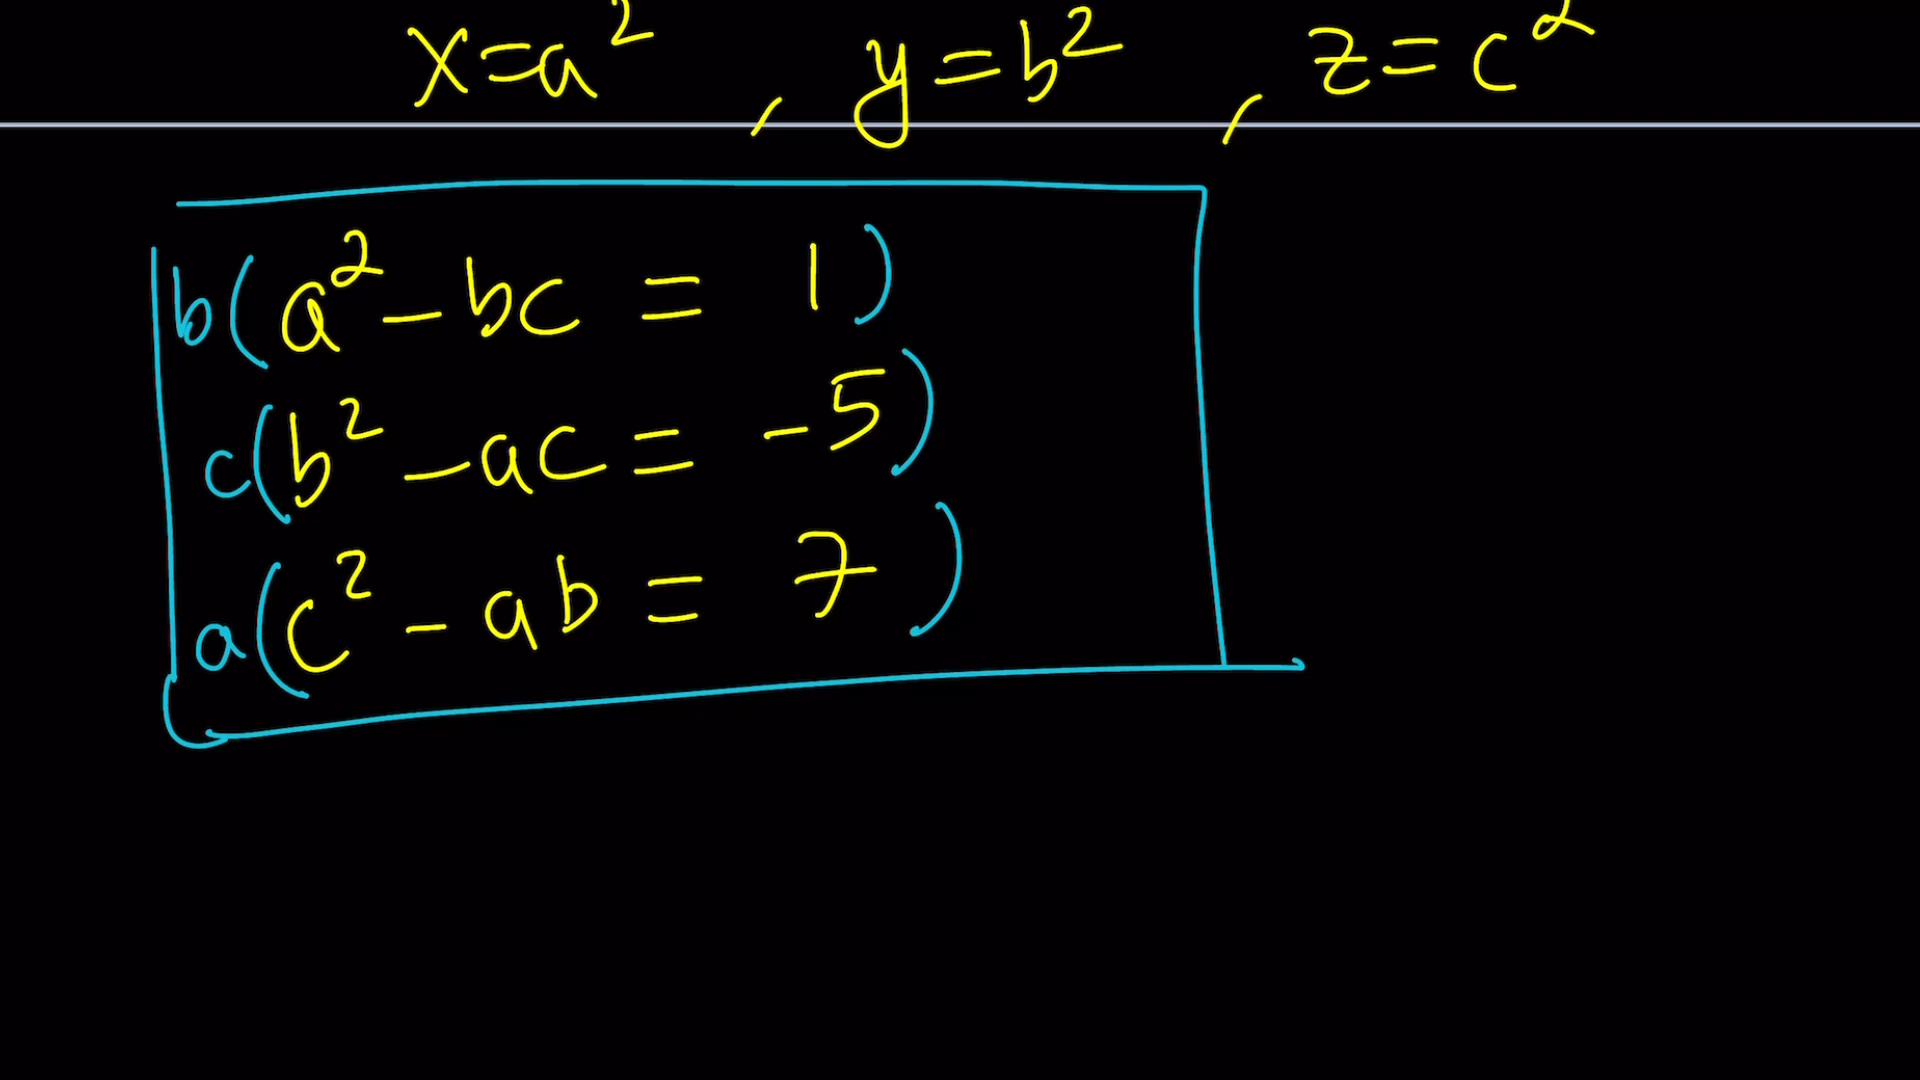 x=a², y=b², z=c²
b(a²-bc = 1)
c(b²-ac = -5)
a(c²-ab = 7)